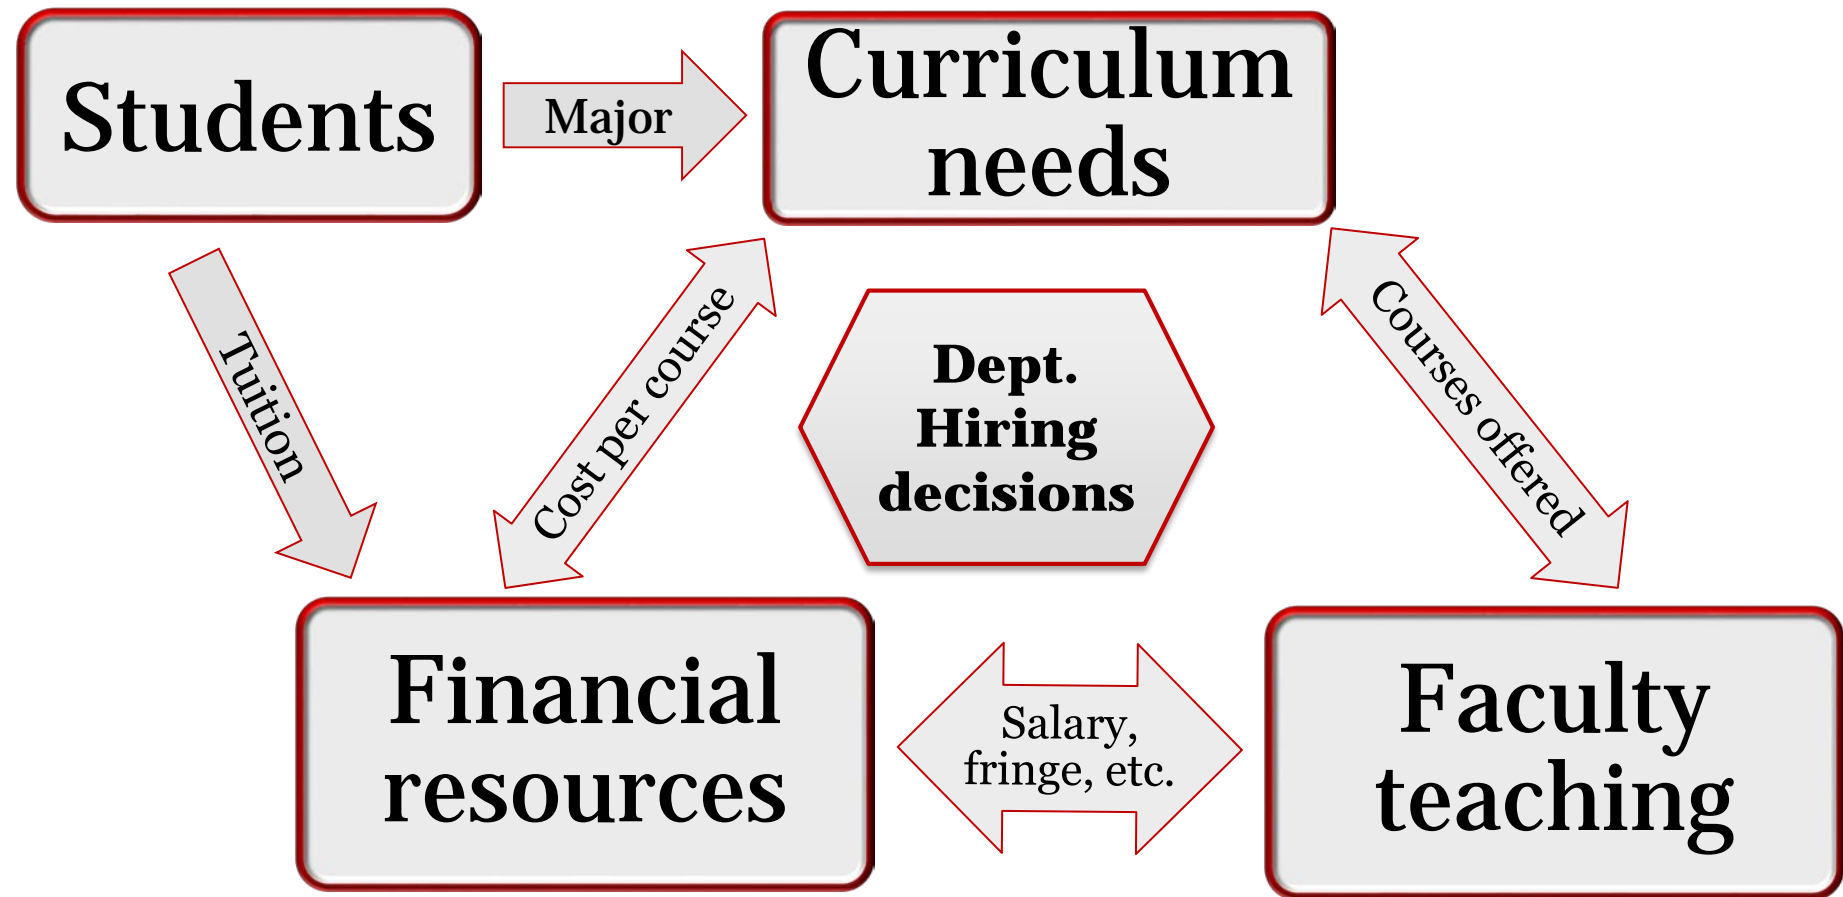 Students
Major
Curriculum
needs
Tuition
Cost per course
Dept.
Hiring
decisions
Courses offered
Financial
resources
Salary,
fringe, etc.
Faculty
teaching